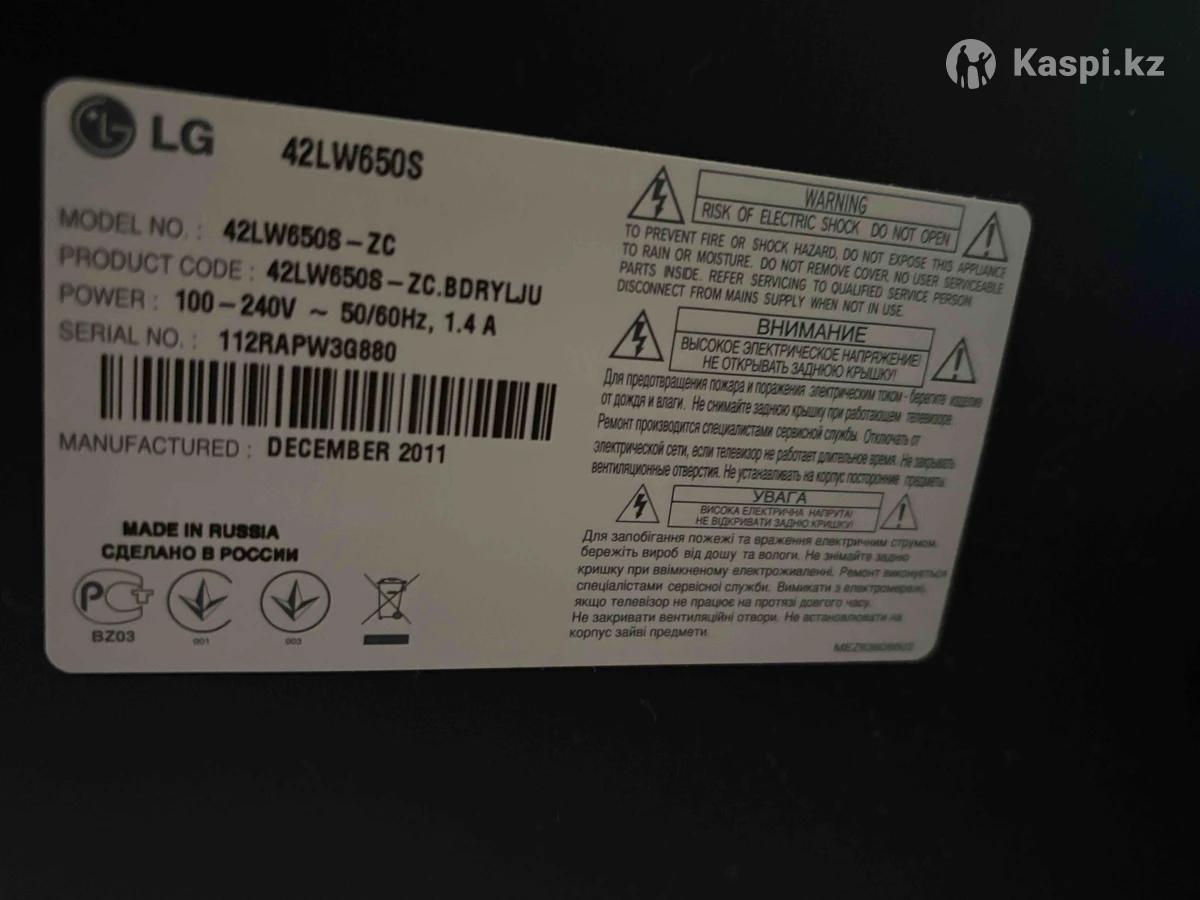 Kaspi.kz
LG 42LW650S
MODEL NO. : 42LW650S-ZC
PRODUCT CODE : 42LW650S-ZC.BDRYLJU
POWER : 100-240V ~ 50/60Hz, 1.4 A
SERIAL NO. : 112RAPW3G880
MANUFACTURED : DECEMBER 2011
MADE IN RUSSIA
СДЕЛАНО В РОССИИ
BZ03
001
003
WARNING
RISK OF ELECTRIC SHOCK DO NOT OPEN
TO PREVENT FIRE OR SHOCK HAZARD, DO NOT EXPOSE THIS APPLIANCE
TO RAIN OR MOISTURE. DO NOT REMOVE COVER. NO USER SERVICEABLE
PARTS INSIDE. REFER SERVICING TO QUALIFIED SERVICE PERSON.
DISCONNECT FROM MAINS SUPPLY WHEN NOT IN USE.
ВНИМАНИЕ
ВЫСОКОЕ ЭЛЕКТРИЧЕСКОЕ НАПРЯЖЕНИЕ!
НЕ ОТКРЫВАТЬ ЗАДНЮЮ КРЫШКУ!
Для предотвращения пожара и поражения электрическим током - берегите изделие
от дождя и влаги. Не снимайте заднюю крышку при работающем телевизоре.
Ремонт производится специалистами сервисной службы. Отключать от
электрической сети, если телевизор не работает длительное время. Не закрывать
вентиляционные отверстия. Не устанавливать на корпус посторонние предметы.
УВАГА
ВИСОКА ЕЛЕКТРИЧНА НАПРУГА!
НЕ ВІДКРИВАТИ ЗАДНЮ КРИШКУ!
Для запобігання пожежі та враження електричним струмом,
бережіть виріб від дошу та вологи. Не знімайте задню
кришку при ввімкненому електроживленні. Ремонт виконується
спеціалістами сервісної служби. Вимикати з електромережі,
якщо телевізор не працює на протязі довгого часу.
Не закривати вентиляційні отвори. Не встановлювати на
корпус зайві предмети.